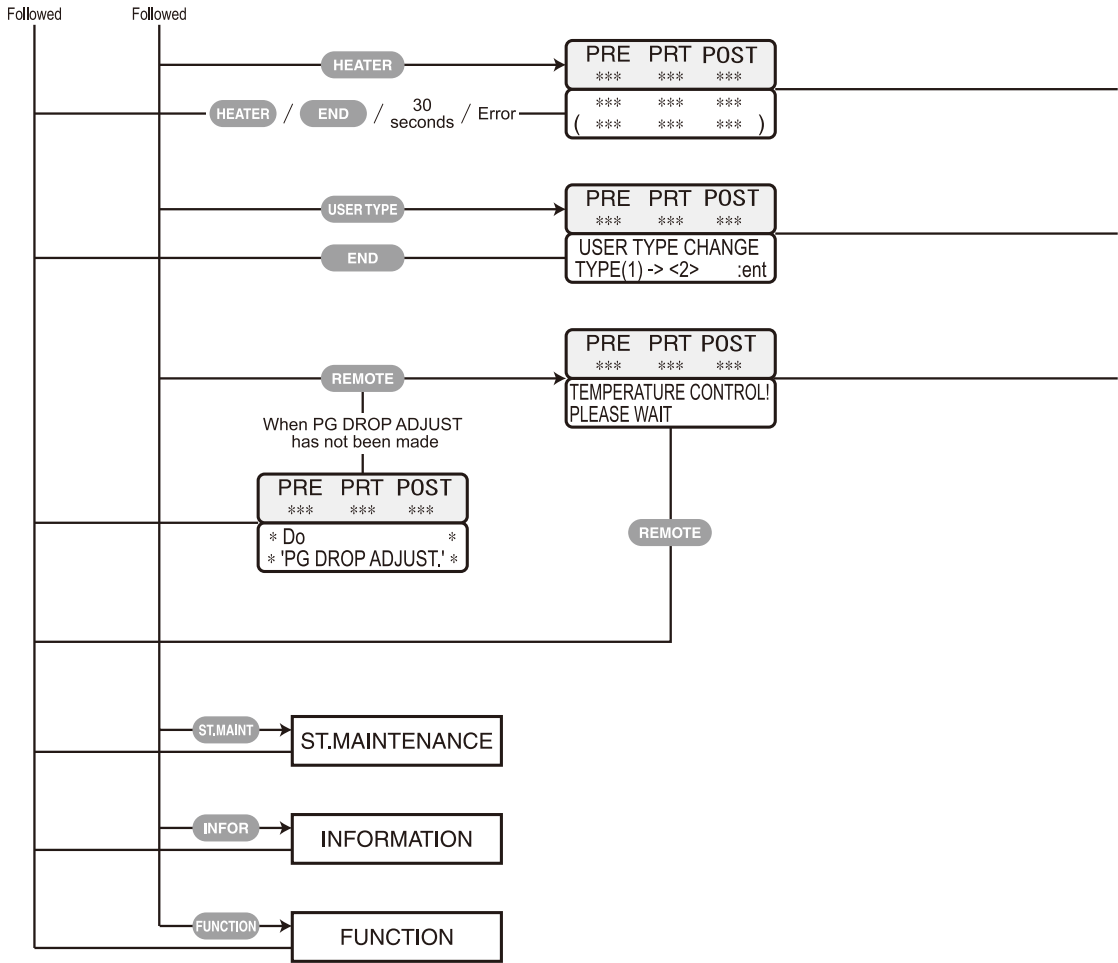 Followed Followed
HEATER
PRE PRT POST
*** *** ***
*** *** ***
( *** *** *** )
HEATER / END / 30 seconds / Error
USER TYPE
PRE PRT POST
*** *** ***
USER TYPE CHANGE
TYPE(1) -> <2> :ent
END
REMOTE
PRE PRT POST
*** *** ***
TEMPERATURE CONTROL!
PLEASE WAIT
When PG DROP ADJUST
has not been made
PRE PRT POST
*** *** ***
* Do *
* 'PG DROP ADJUST.' *
REMOTE
ST.MAINT
ST.MAINTENANCE
INFOR
INFORMATION
FUNCTION
FUNCTION